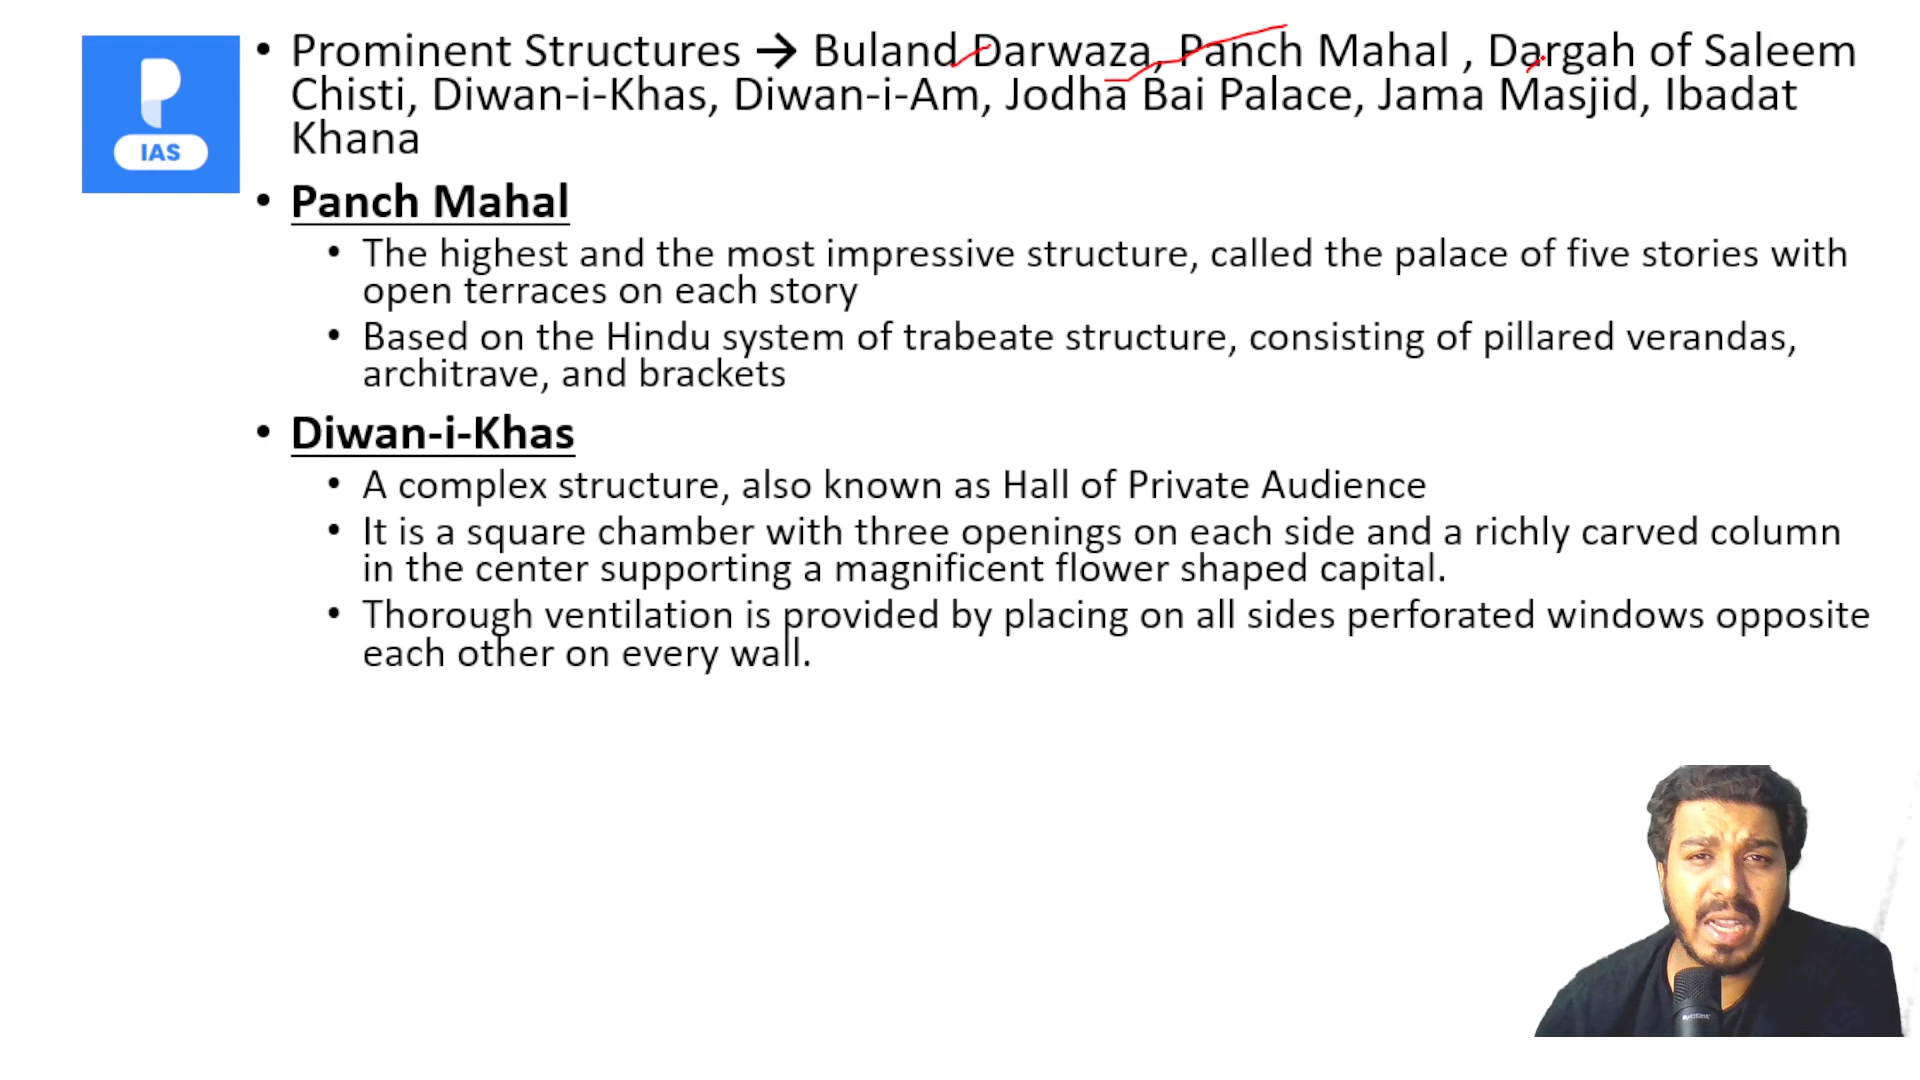 • Prominent Structures → Buland Darwaza, Panch Mahal , Dargah of Saleem
Chisti, Diwan-i-Khas, Diwan-i-Am, Jodha Bai Palace, Jama Masjid, Ibadat
Khana
IAS
• Panch Mahal
• The highest and the most impressive structure, called the palace of five stories with
open terraces on each story
• Based on the Hindu system of trabeate structure, consisting of pillared verandas,
architrave, and brackets
• Diwan-i-Khas
• A complex structure, also known as Hall of Private Audience
• It is a square chamber with three openings on each side and a richly carved column
in the center supporting a magnificent flower shaped capital.
• Thorough ventilation is provided by placing on all sides perforated windows opposite
each other on every wall.